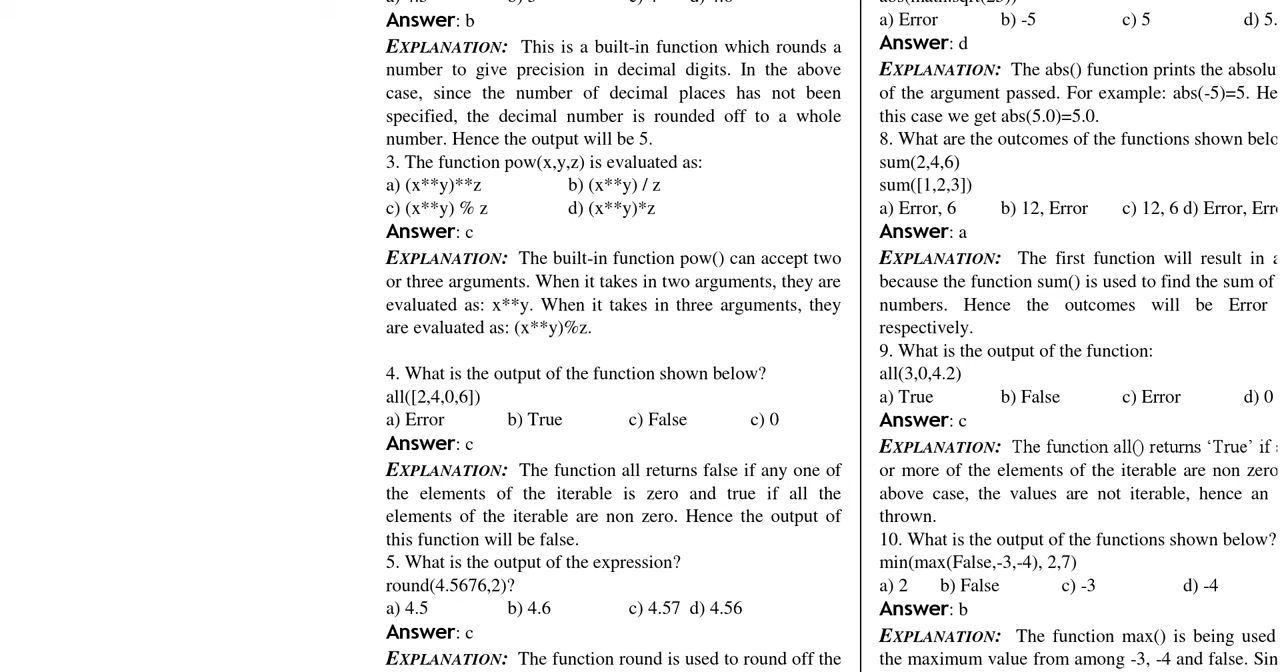 Answer: b
EXPLANATION: This is a built-in function which rounds a
number to give precision in decimal digits. In the above
case, since the number of decimal places has not been
specified, the decimal number is rounded off to a whole
number. Hence the output will be 5.
3. The function pow(x,y,z) is evaluated as:
a) (x**y)**z b) (x**y) / z
c) (x**y) % z d) (x**y)*z
Answer: c
EXPLANATION: The built-in function pow() can accept two
or three arguments. When it takes in two arguments, they are
evaluated as: x**y. When it takes in three arguments, they
are evaluated as: (x**y)%z.
4. What is the output of the function shown below?
all([2,4,0,6])
a) Error b) True c) False c) 0
Answer: c
EXPLANATION: The function all returns false if any one of
the elements of the iterable is zero and true if all the
elements of the iterable are non zero. Hence the output of
this function will be false.
5. What is the output of the expression?
round(4.5676,2)?
a) 4.5 b) 4.6 c) 4.57 d) 4.56
Answer: c
EXPLANATION: The function round is used to round off the
a) Error b) -5 c) 5 d) 5.
Answer: d
EXPLANATION: The abs() function prints the absolu
of the argument passed. For example: abs(-5)=5. He
this case we get abs(5.0)=5.0.
8. What are the outcomes of the functions shown belo
sum(2,4,6)
sum([1,2,3])
a) Error, 6 b) 12, Error c) 12, 6 d) Error, Erro
Answer: a
EXPLANATION: The first function will result in a
because the function sum() is used to find the sum of
numbers. Hence the outcomes will be Error
respectively.
9. What is the output of the function:
all(3,0,4.2)
a) True b) False c) Error d) 0
Answer: c
EXPLANATION: The function all() returns ‘True’ if
or more of the elements of the iterable are non zero
above case, the values are not iterable, hence an
thrown.
10. What is the output of the functions shown below?
min(max(False,-3,-4), 2,7)
a) 2 b) False c) -3 d) -4
Answer: b
EXPLANATION: The function max() is being used
the maximum value from among -3, -4 and false. Sin